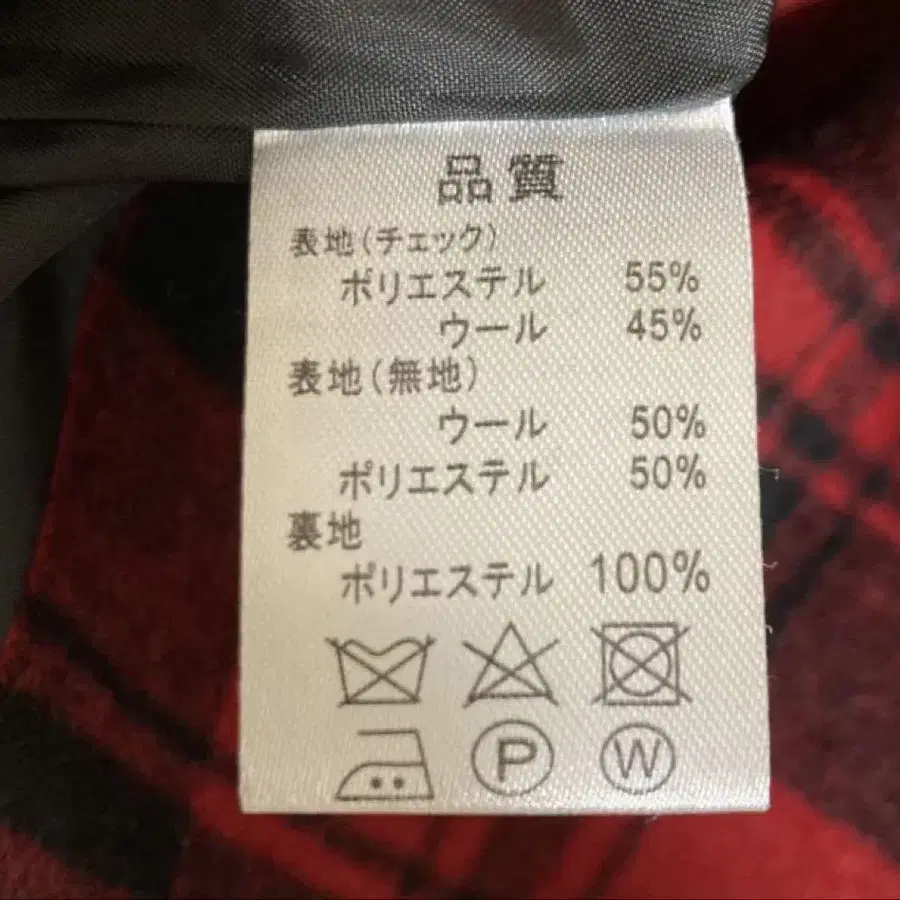 品質
表地(チェック)
ポリエステル 55%
ウール 45%
表地(無地)
ウール 50%
ポリエステル 50%
裏地
ポリエステル 100%
P W